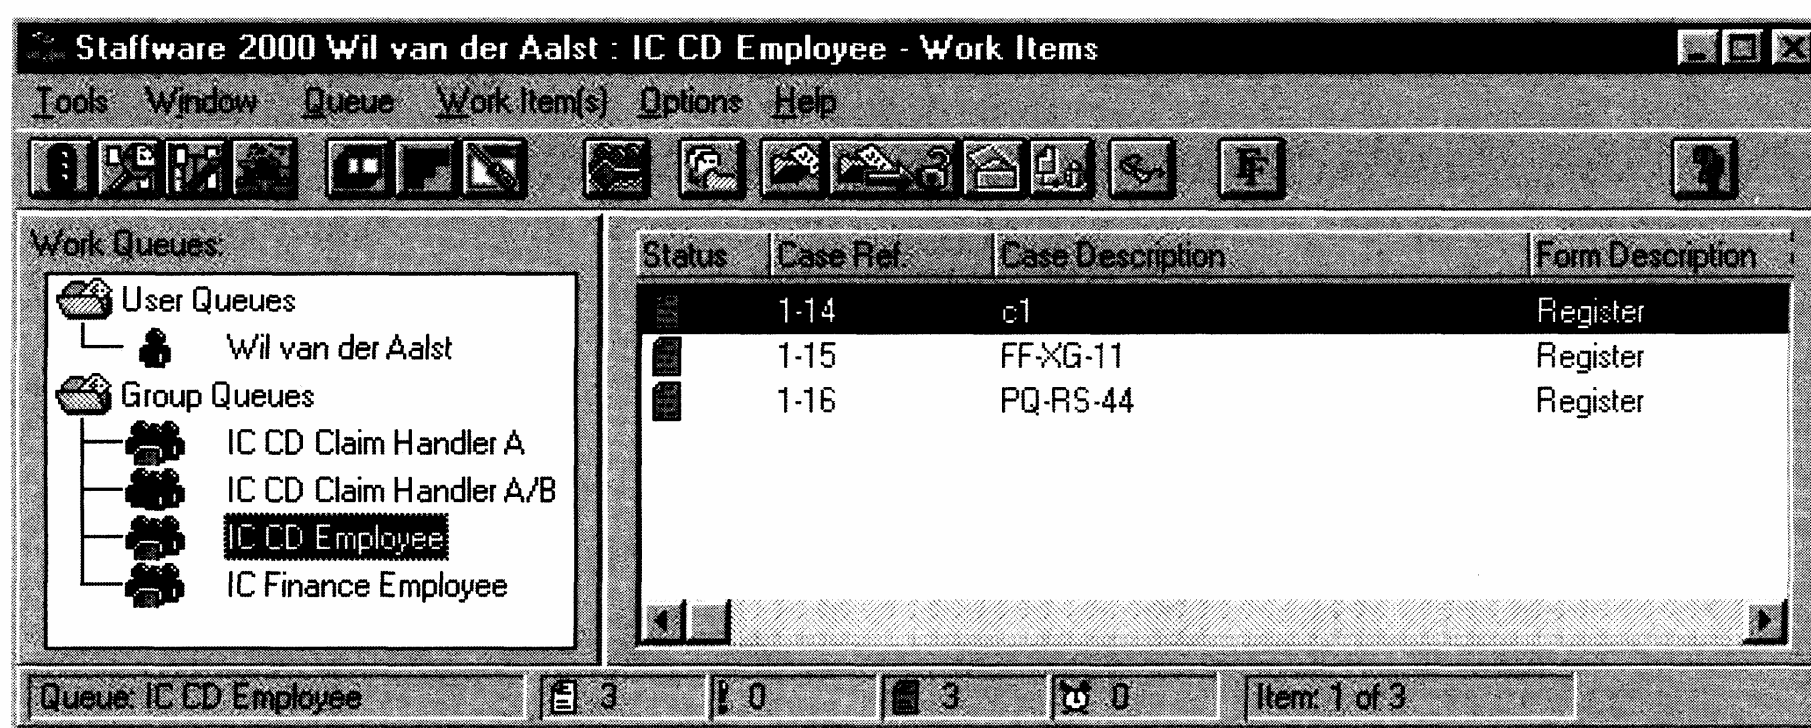 Staffware 2000 Wil van der Aalst : IC CD Employee - Work Items
Tools Window Queue Work Item(s) Options Help
FF
Work Queues:
User Queues
Wil van der Aalst
Group Queues
IC CD Claim Handler A
IC CD Claim Handler A/B
IC CD Employee
IC Finance Employee
Status Case Ref. Case Description Form Description
1-14 c1 Register
1-15 FF-XG-11 Register
1-16 PQ-RS-44 Register
Queue: IC CD Employee 3 0 3 0 Item: 1 of 3